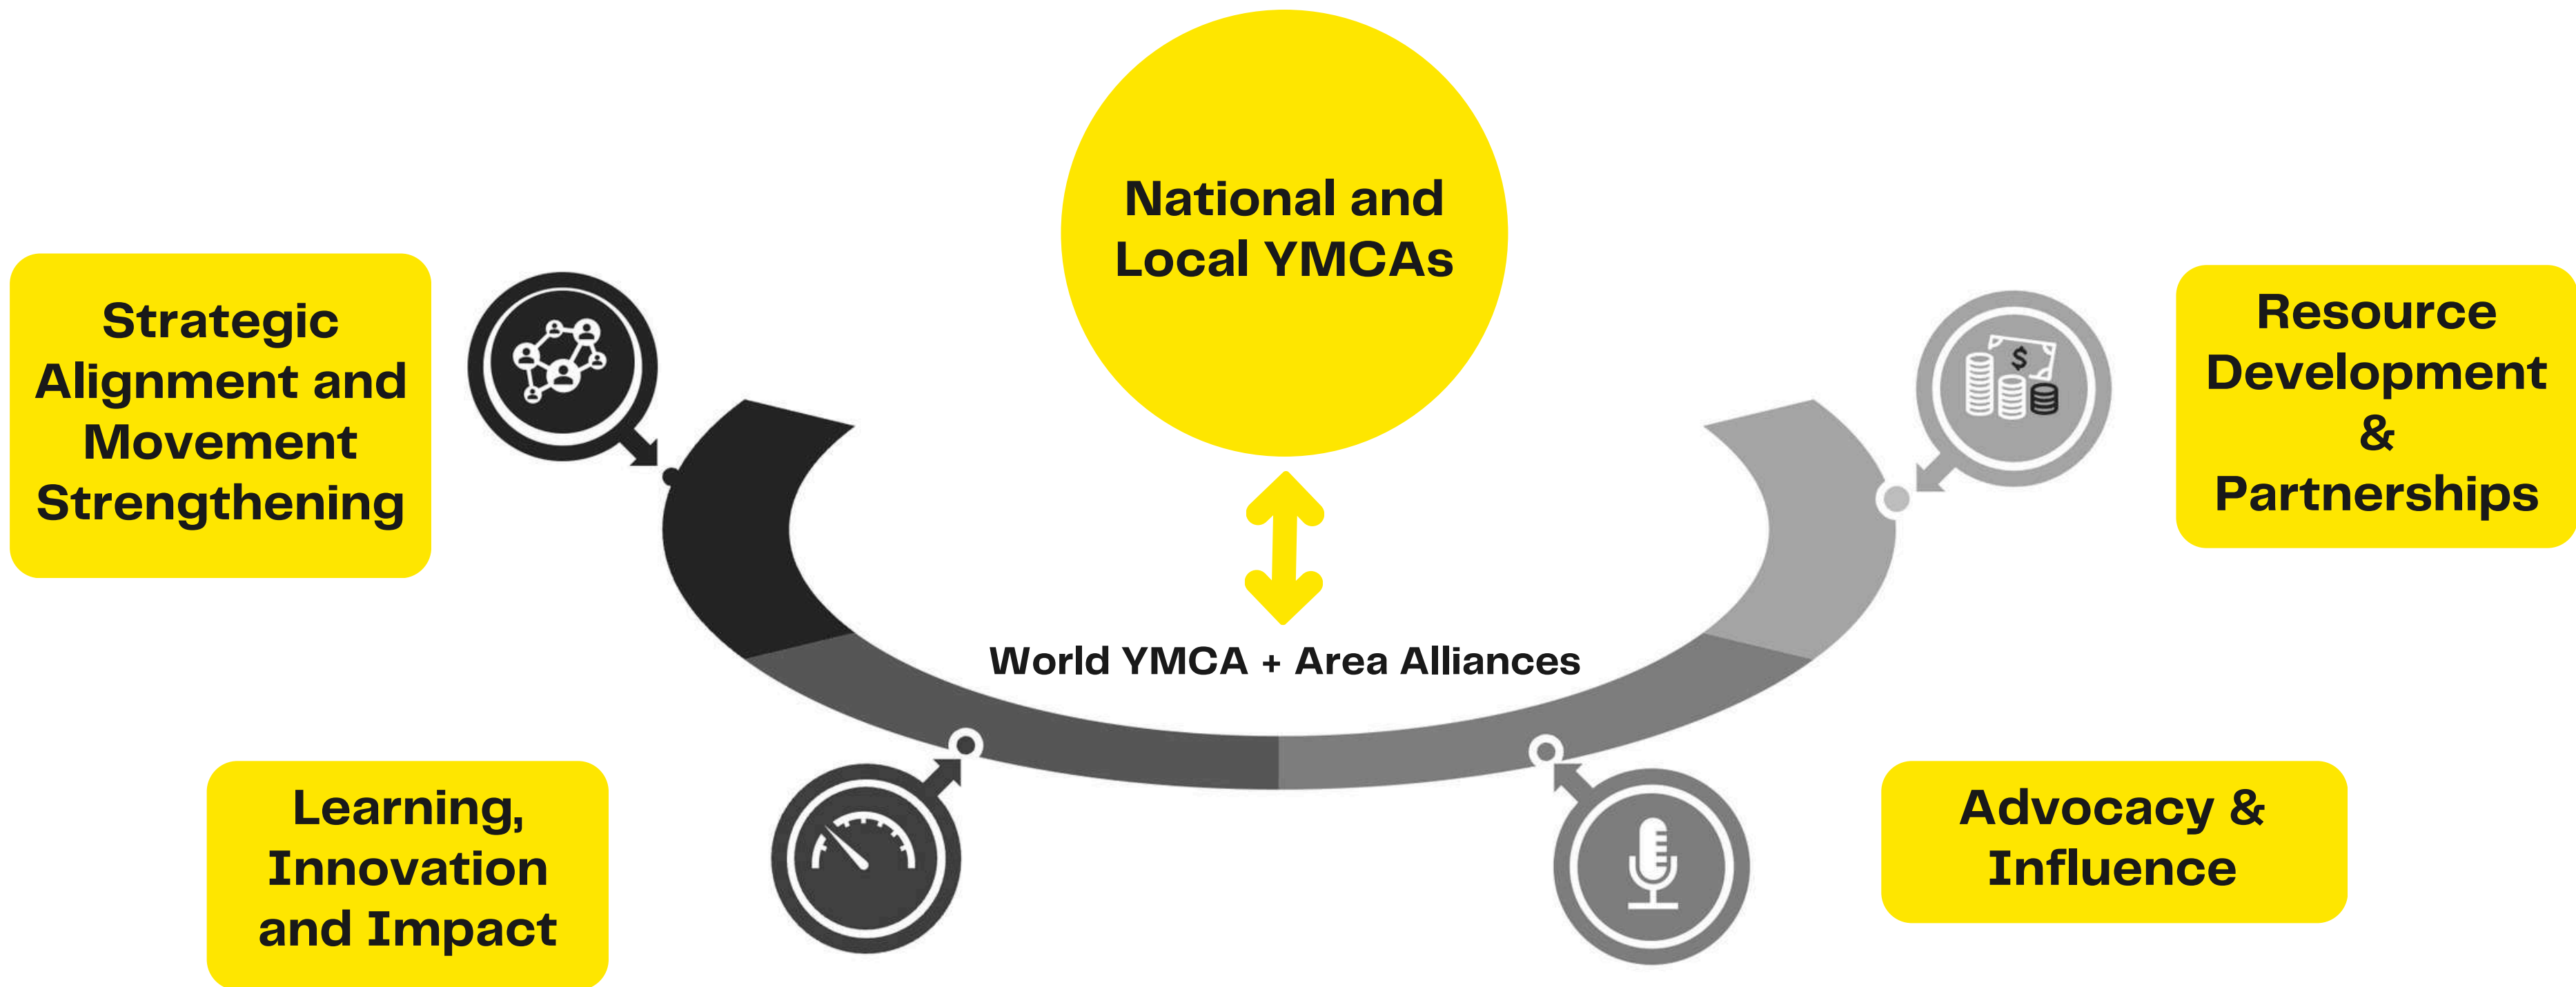 National and
Local YMCAs
Strategic
Alignment and
Movement
Strengthening
Resource
Development
&
Partnerships
$
World YMCA + Area Alliances
Learning,
Innovation
and Impact
Advocacy &
Influence